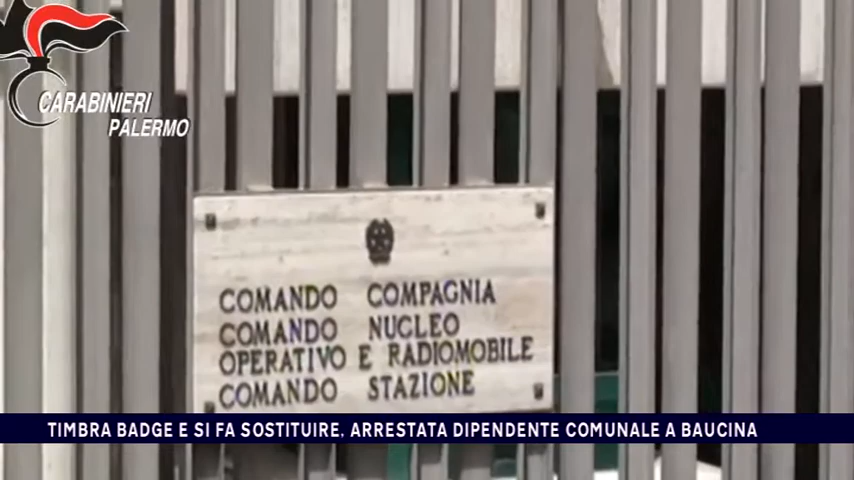 CARABINIERI
PALERMO
COMANDO COMPAGNIA
COMANDO NUCLEO
OPERATIVO E RADIOMOBILE
COMANDO STAZIONE
TIMBRA BADGE E SI FA SOSTITUIRE, ARRESTATA DIPENDENTE COMUNALE A BAUCINA